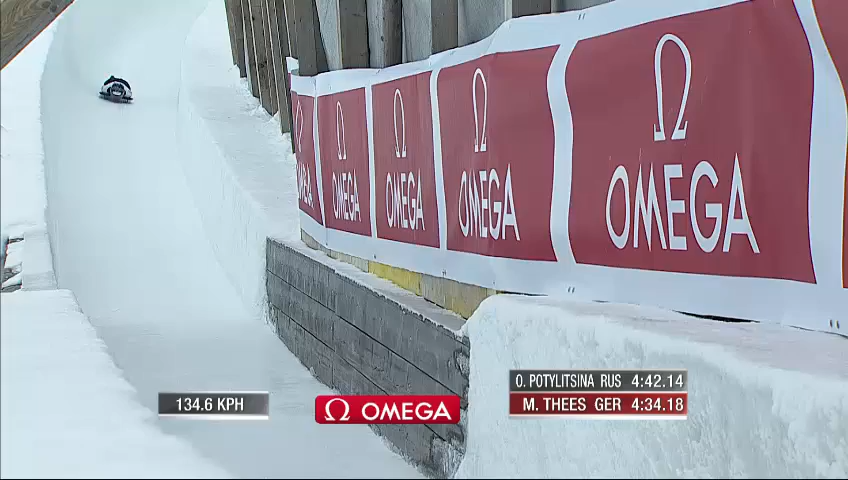 Ω
OMEGA
Ω
OMEGA
Ω
OMEGA
Ω
OMEGA
Ω
OMEGA
134.6 KPH
Ω OMEGA
O. POTYLITSINA RUS 4:42.14
M. THEES GER 4:34.18